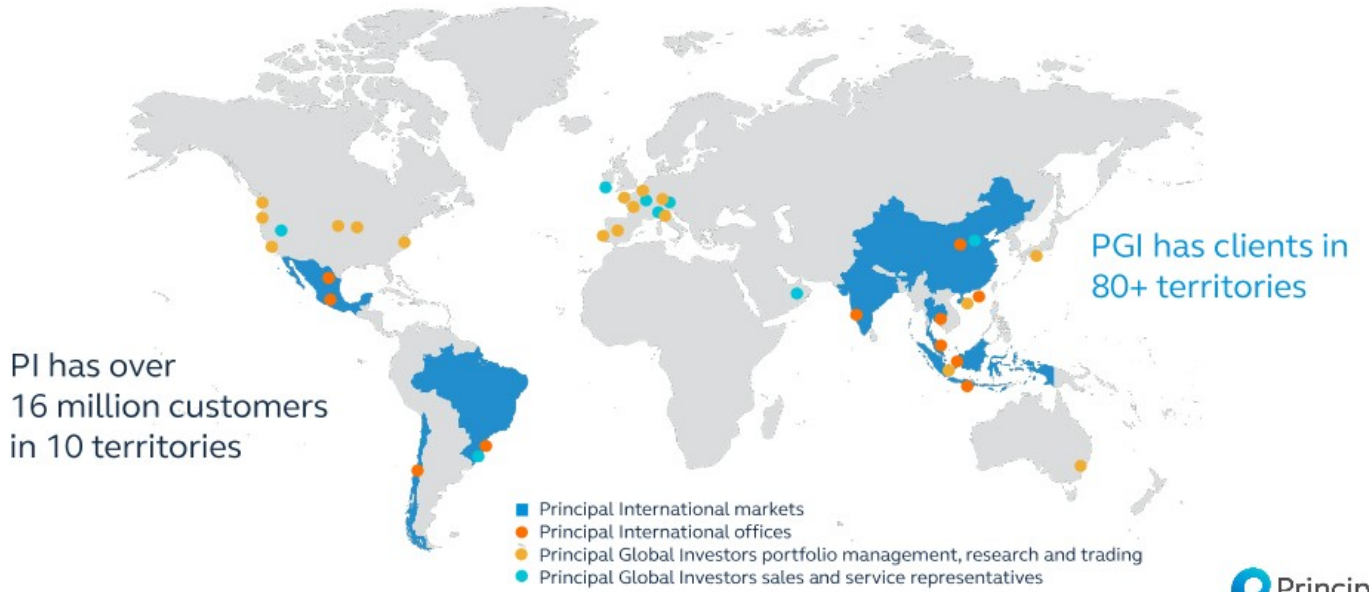 PGI has clients in
80+ territories
PI has over
16 million customers
in 10 territories
Principal International markets
Principal International offices
Principal Global Investors portfolio management, research and trading
Principal Global Investors sales and service representatives
Princip